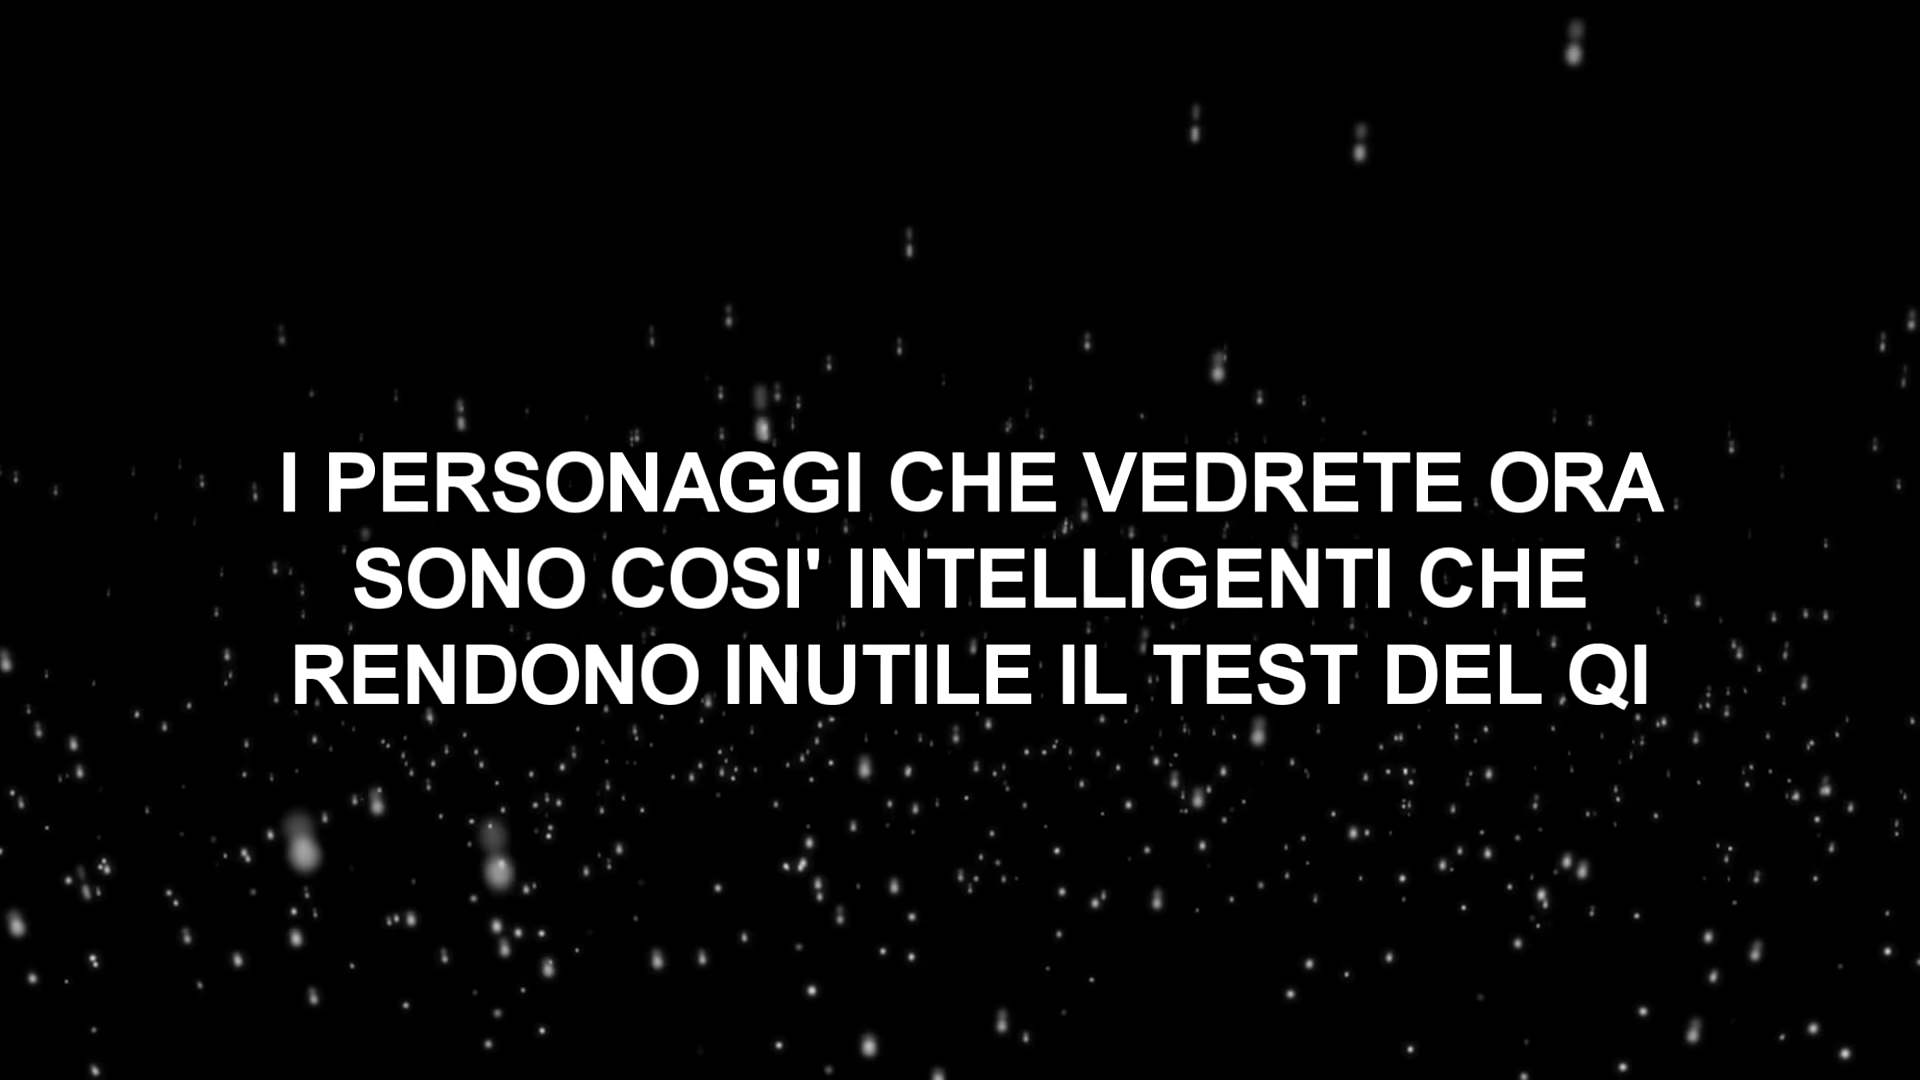 I PERSONAGGI CHE VEDRETE ORA
SONO COSI' INTELLIGENTI CHE
RENDONO INUTILE IL TEST DEL QI